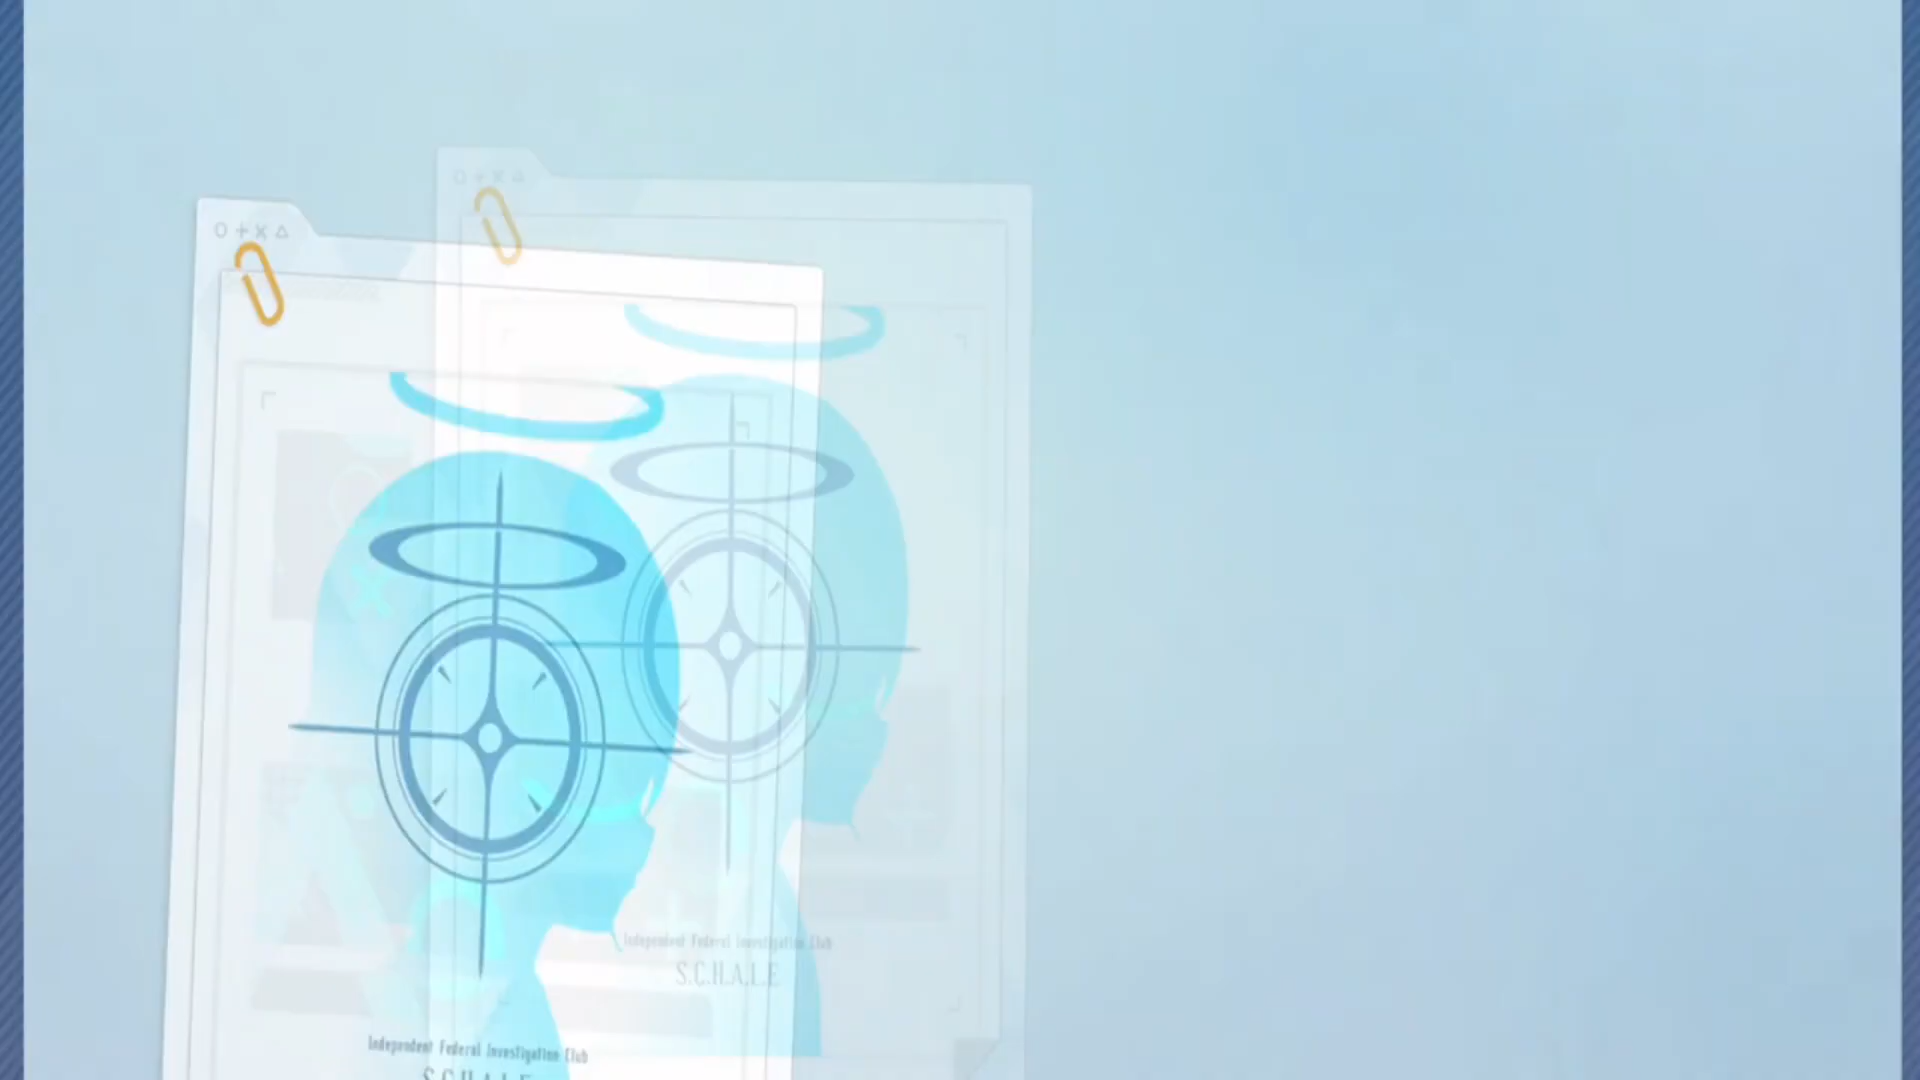 O + X △
O + X △
Independent Federal Investigation Club
S.C.H.A.L.E
Independent Federal Investigation Club
S.C.H.A.L.E